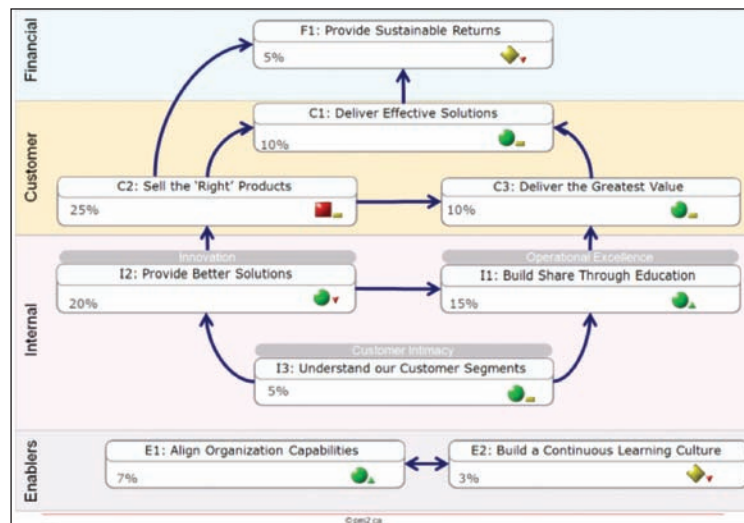 Financial
F1: Provide Sustainable Returns
5%
Customer
C1: Deliver Effective Solutions
10%
C2: Sell the 'Right' Products
25%
C3: Deliver the Greatest Value
10%
Internal
Innovation
I2: Provide Better Solutions
20%
Operational Excellence
I1: Build Share Through Education
15%
Customer Intimacy
I3: Understand our Customer Segments
5%
Enablers
E1: Align Organization Capabilities
7%
E2: Build a Continuous Learning Culture
3%